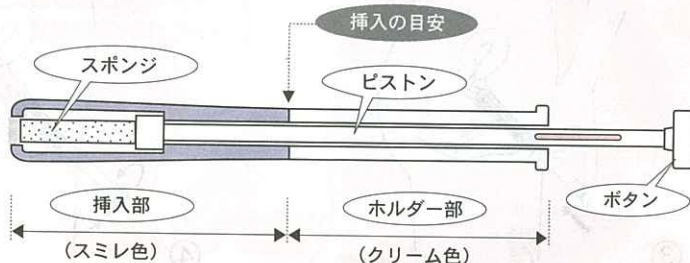 挿入の目安
スポンジ
ピストン
挿入部
ホルダー部
ボタン
(スミレ色)
(クリーム色)